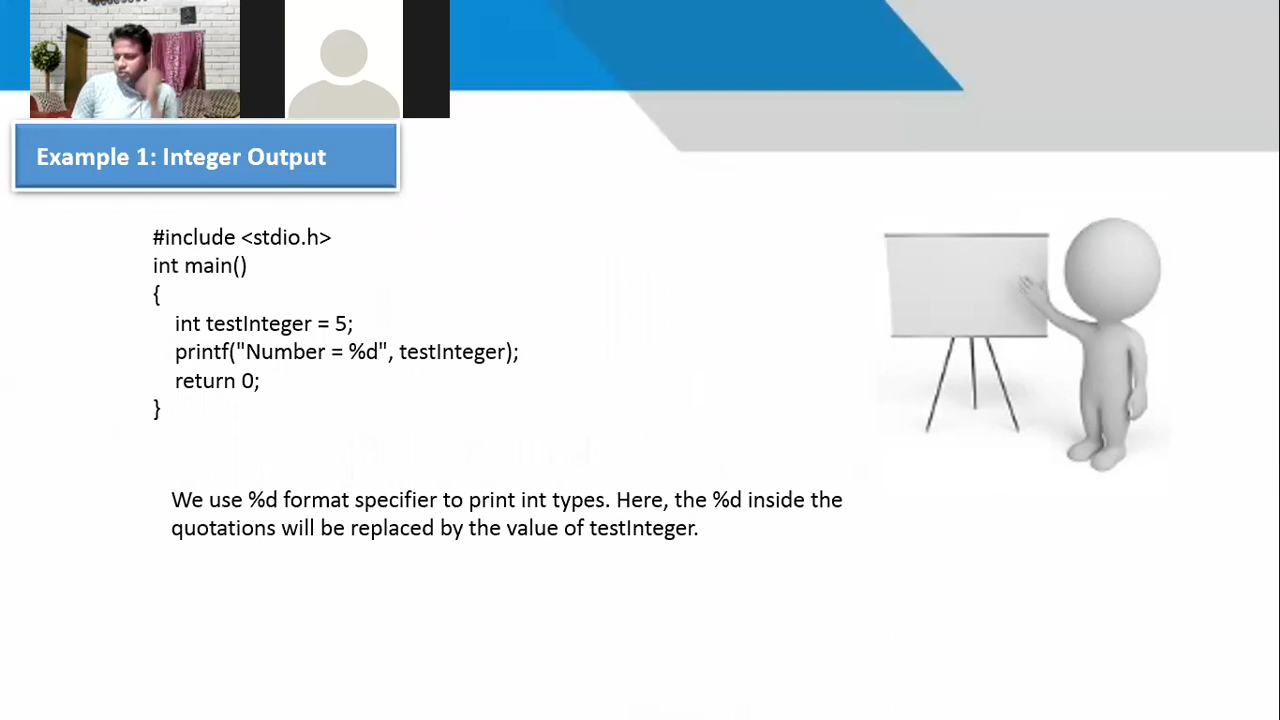 Example 1: Integer Output
#include <stdio.h>
int main()
{
int testInteger = 5;
printf("Number = %d", testInteger);
return 0;
}
We use %d format specifier to print int types. Here, the %d inside the
quotations will be replaced by the value of testInteger.